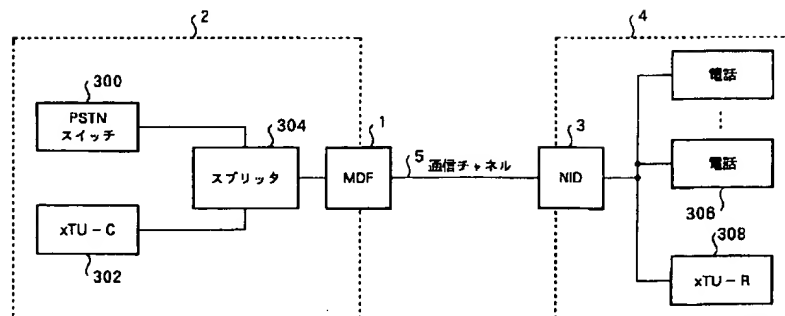 2
4
300
PSTN
スイッチ
304
スプリッタ
1
MDF
5
通信チャネル
3
NID
電話
電話
306
xTU-C
302
308
xTU-R